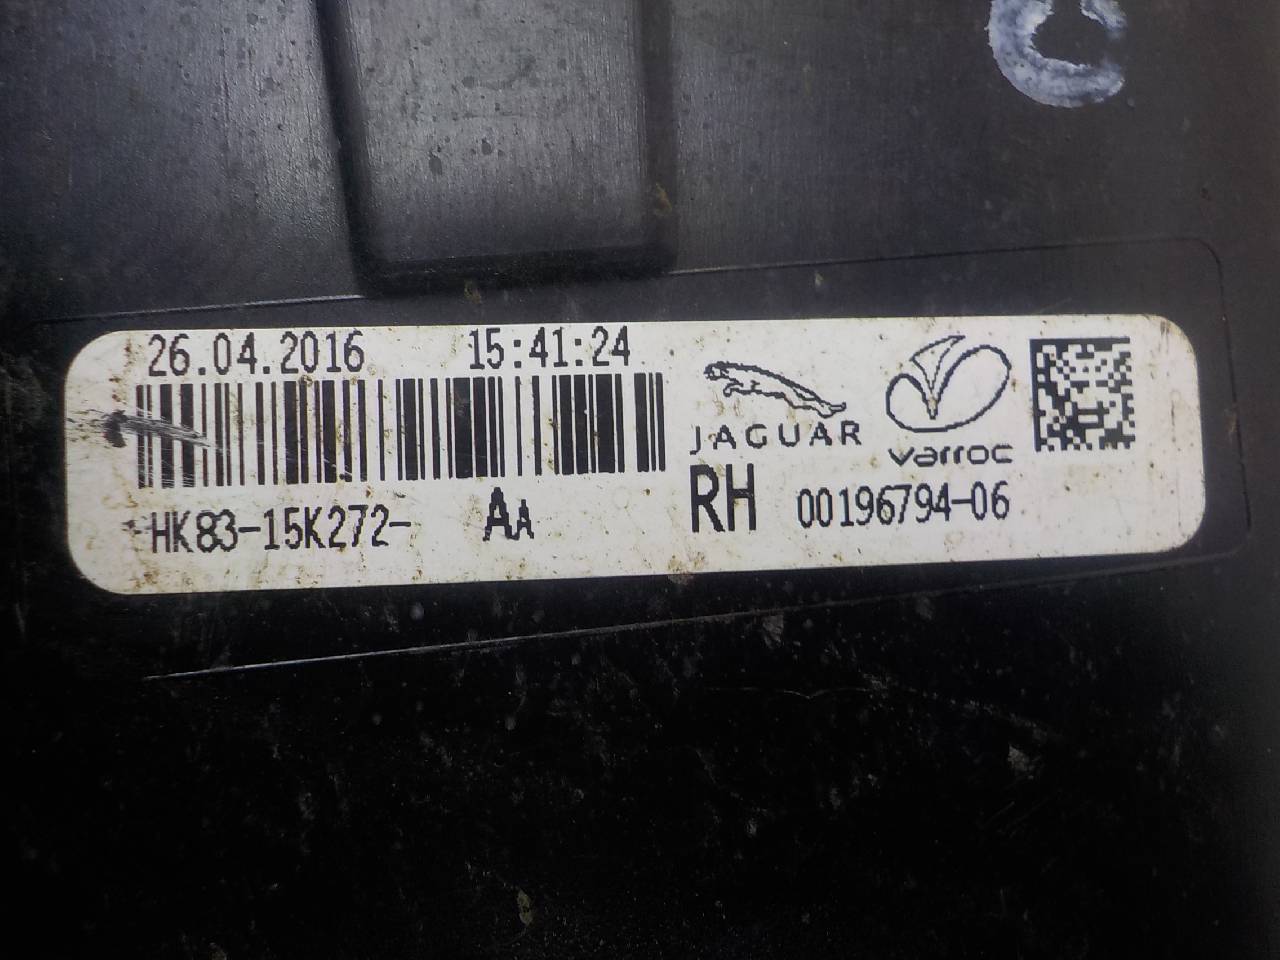 26.04.2016 15:41:24
JAGUAR
varroc
HK83-15K272- AA
RH 00196794-06